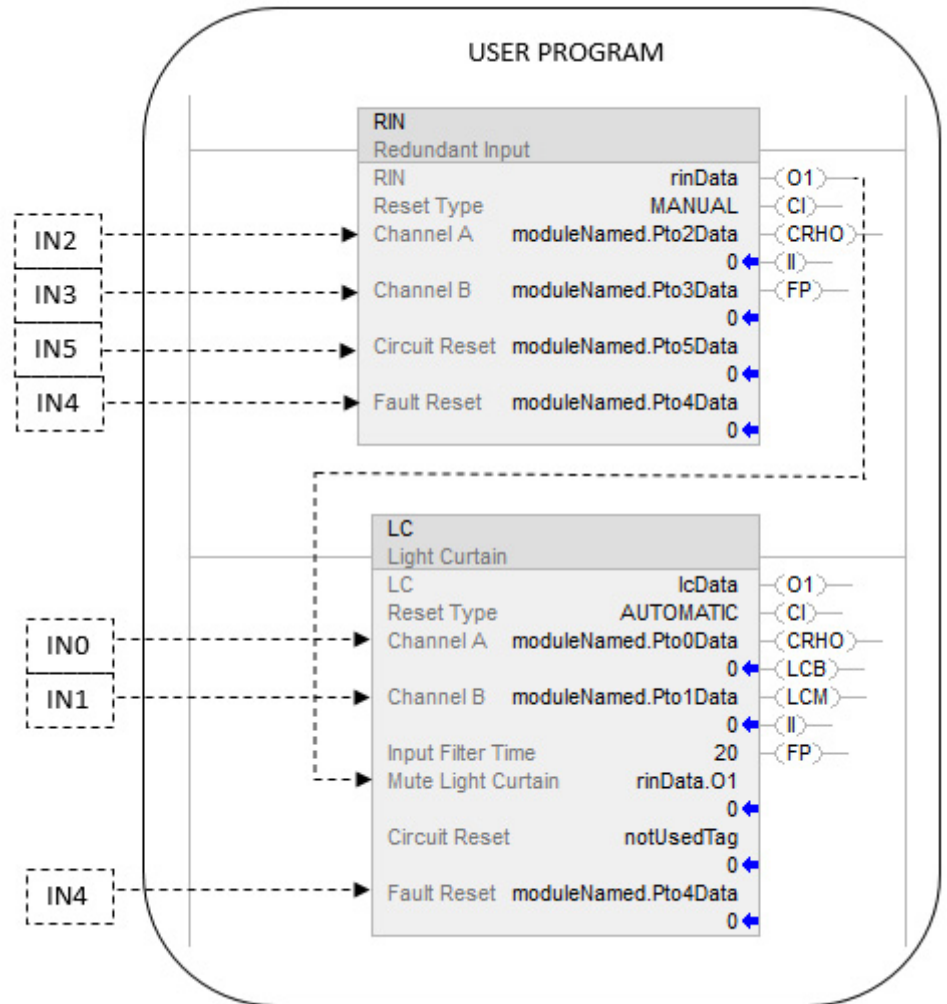 USER PROGRAM
RIN
Redundant Input
RIN rinData O1
Reset Type MANUAL CI
IN2 Channel A moduleNamed.Pto2Data CRHO
0 II
IN3 Channel B moduleNamed.Pto3Data FP
0
IN5 Circuit Reset moduleNamed.Pto5Data
0
IN4 Fault Reset moduleNamed.Pto4Data
0
LC
Light Curtain
LC lcData O1
Reset Type AUTOMATIC CI
IN0 Channel A moduleNamed.Pto0Data CRHO
0 LCB
IN1 Channel B moduleNamed.Pto1Data LCM
0 II
Input Filter Time 20 FP
Mute Light Curtain rinData.O1
0
Circuit Reset notUsedTag
0
IN4 Fault Reset moduleNamed.Pto4Data
0